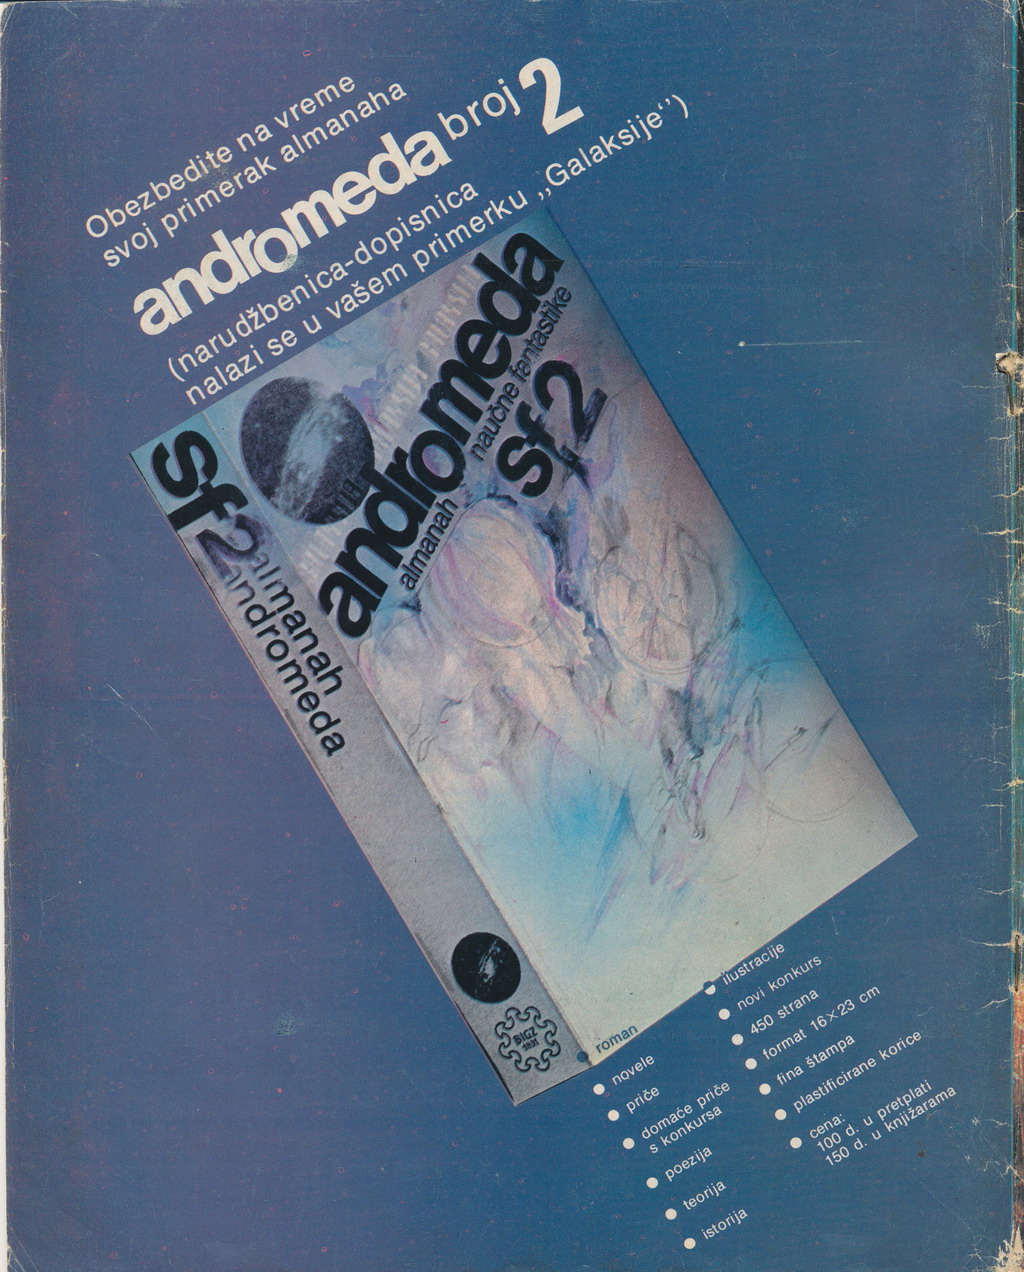 Obezbedite na vreme
svoj primerak almanaha
andromeda broj 2
(narudžbenica-dopisnica
nalazi se u vašem primerku ,,Galaksije‘’)
andromeda
almanah naučne fantastike
sf 2
sf 2 almanah
andromeda
BIGZ
1831
roman
novele
priče
domaće priče
s konkursa
poezija
teorija
istorija
ilustracije
novi konkurs
450 strana
format 16×23 cm
fina štampa
plastificirane korice
cena:
100 d. u pretplati
150 d. u knjižarama